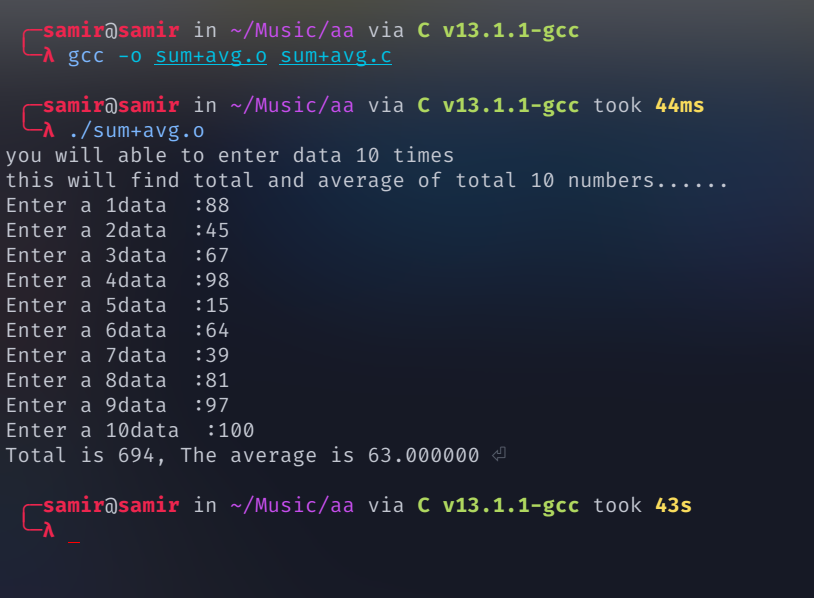 samir@samir in ~/Music/aa via C v13.1.1-gcc
λ gcc -o sum+avg.o sum+avg.c
samir@samir in ~/Music/aa via C v13.1.1-gcc took 44ms
λ ./sum+avg.o
you will able to enter data 10 times
this will find total and average of total 10 numbers......
Enter a 1data  :88
Enter a 2data  :45
Enter a 3data  :67
Enter a 4data  :98
Enter a 5data  :15
Enter a 6data  :64
Enter a 7data  :39
Enter a 8data  :81
Enter a 9data  :97
Enter a 10data  :100
Total is 694, The average is 63.000000 ⏎
samir@samir in ~/Music/aa via C v13.1.1-gcc took 43s
λ _